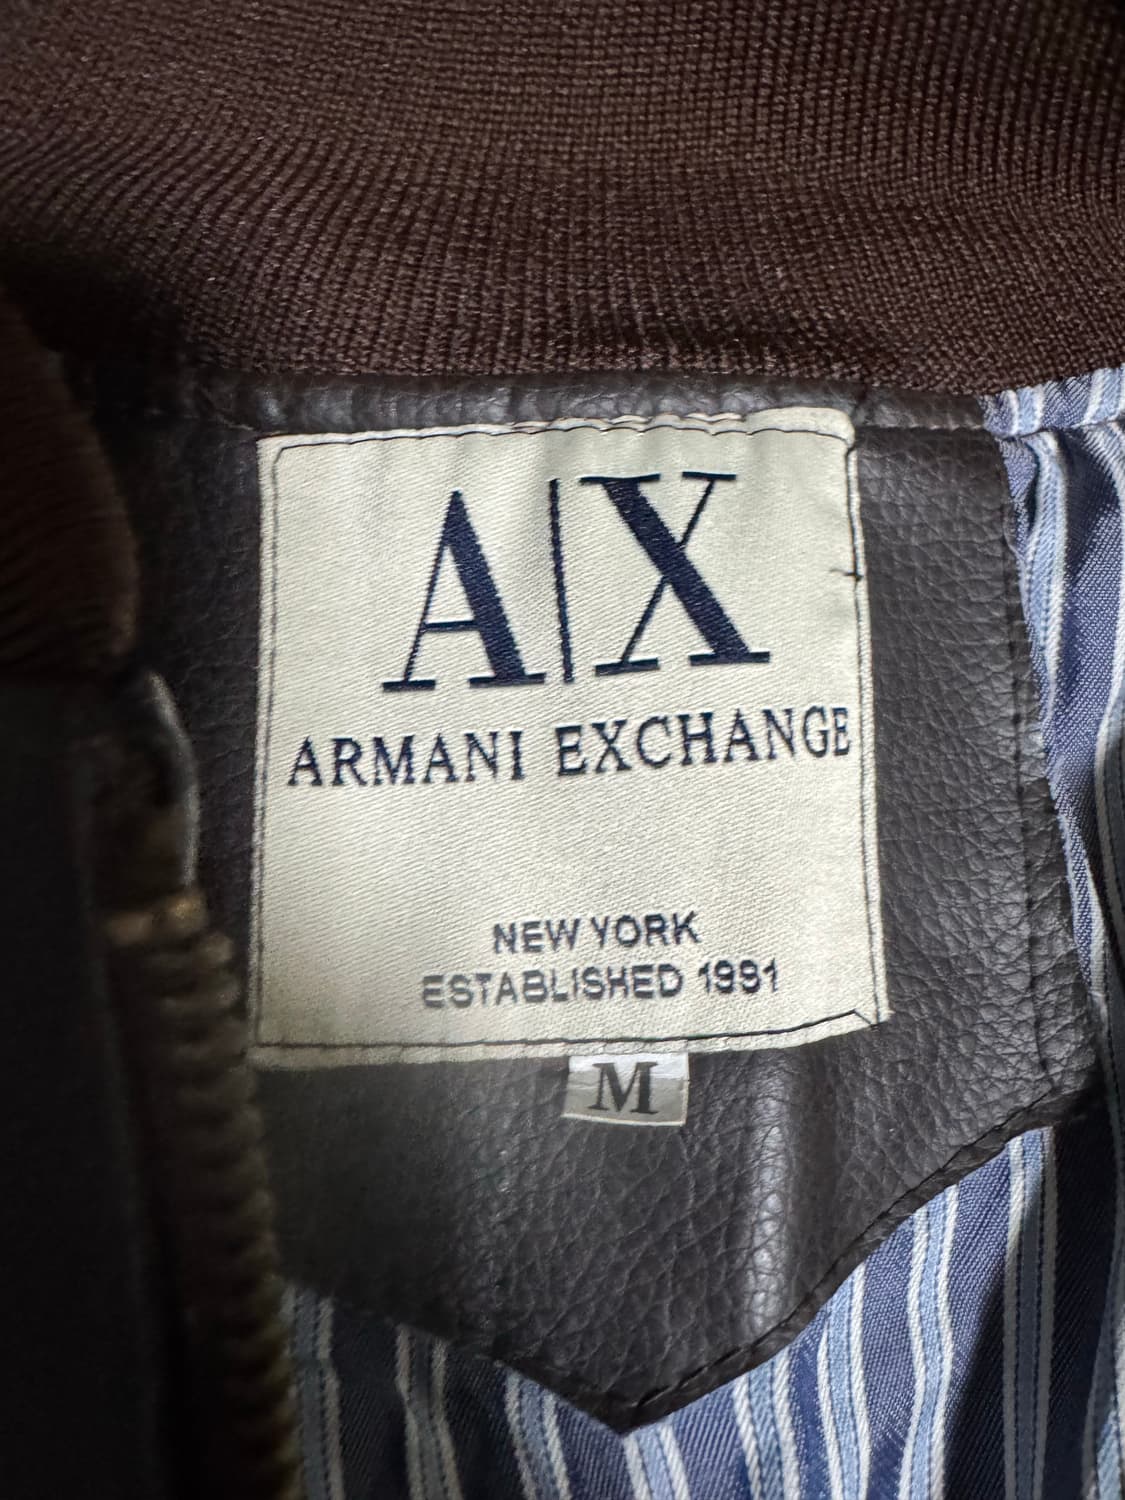 A|X
ARMANI EXCHANGE
NEW YORK
ESTABLISHED 1991
M